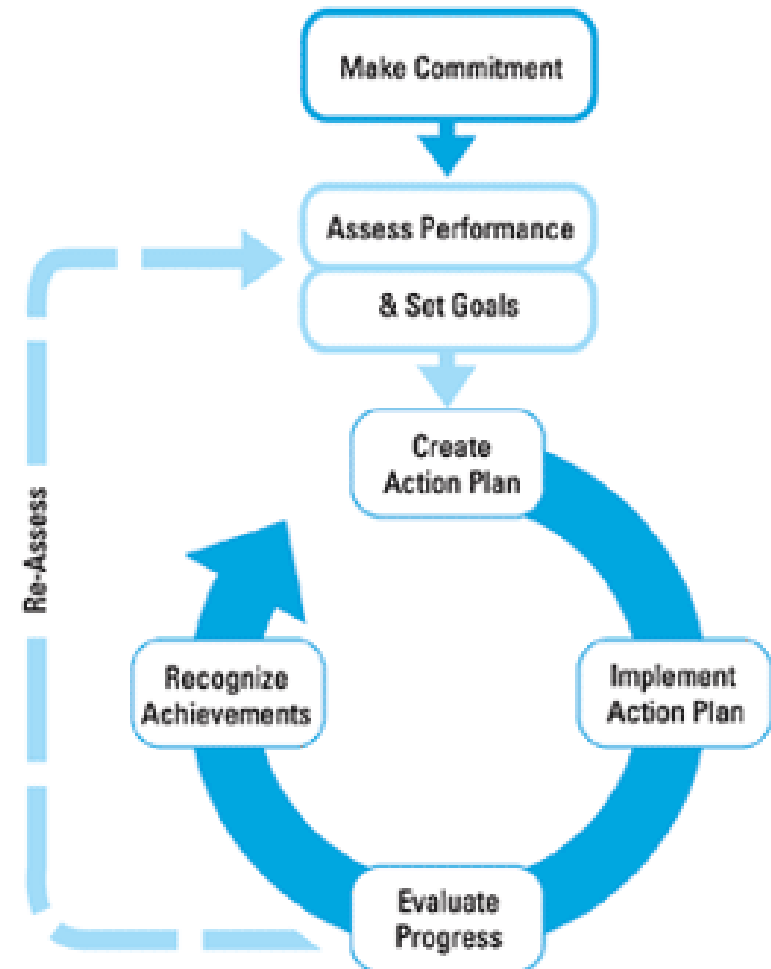 Make Commitment
Assess Performance
& Set Goals
Create
Action Plan
Re-Assess
Recognize
Achievements
Implement
Action Plan
Evaluate
Progress